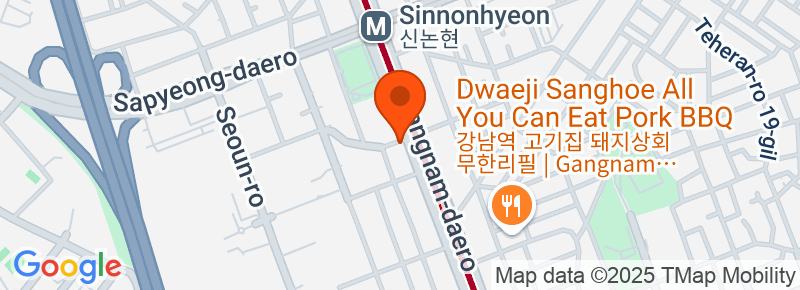 Sinnonhyeon
신논현
Sapyeong-daero
Teheran-ro 19-gil
Dwaeji Sanghoe All
You Can Eat Pork BBQ
강남역 고기집 돼지상회
무한리필 | Gangnam…
Seoun-ro
angnam-daero
Google
Map data ©2025 TMap Mobility